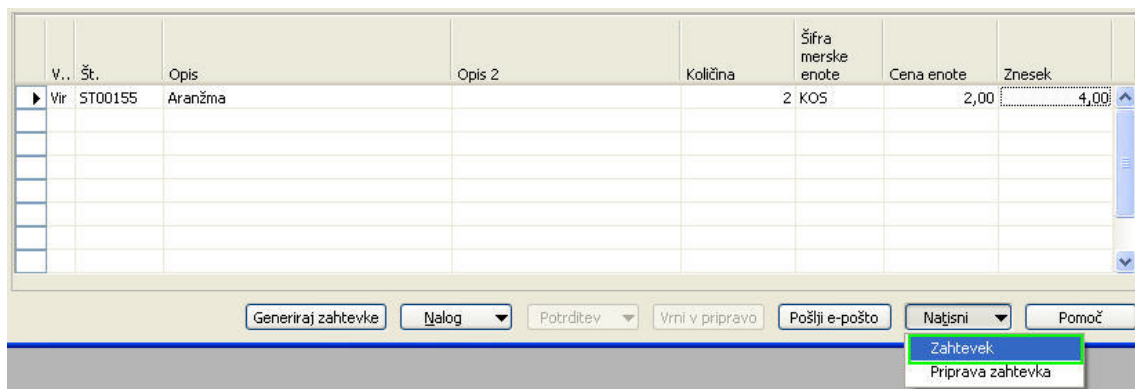 V.. Št. Opis Opis 2 Količina Šifra merske enote Cena enote Znesek
Vir ST00155 Aranžma 2 KOS 2,00 4,00
Generiraj zahtevke Nalog Potrditev Vrni v pripravo Pošlji e-pošto Natisni Pomoč
Zahtevek
Priprava zahtevka